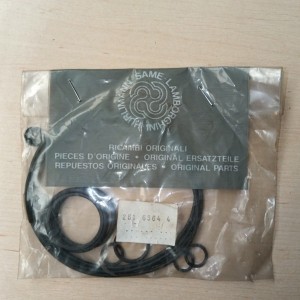 SAME LAMBORGHINI HÜRLIMANN
RICAMBI ORIGINALI
PIECES D'ORIGINE • ORIGINAL ERSATZTEILE
REPUESTOS ORIGINALES • ORIGINAL PARTS